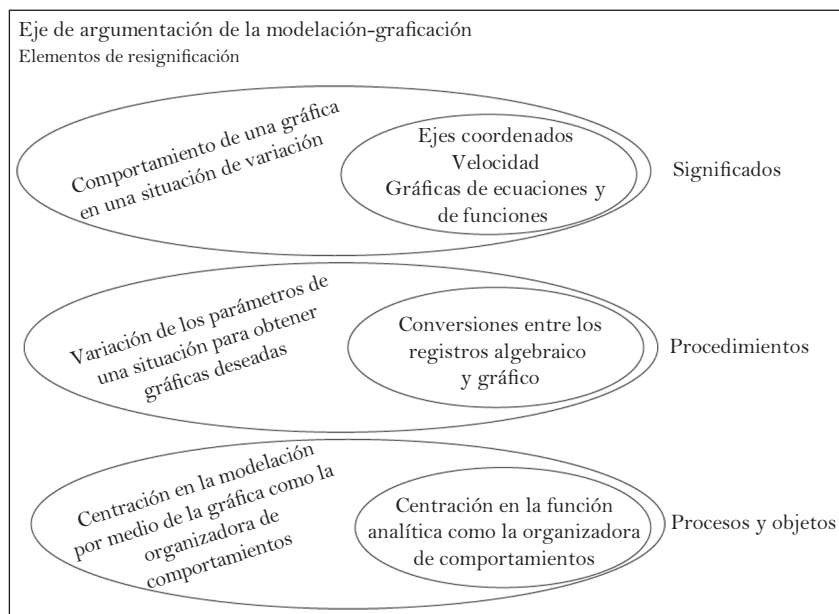 Eje de argumentación de la modelación-graficación
Elementos de resignificación
Comportamiento de una gráfica
en una situación de variación
Ejes coordenados
Velocidad
Gráficas de ecuaciones y
de funciones
Significados
Variación de los parámetros de
una situación para obtener
gráficas deseadas
Conversiones entre los
registros algebraico
y gráfico
Procedimientos
Centración en la modelación
por medio de la gráfica como la
organizadora de
comportamientos
Centración en la función
analítica como la organizadora
de comportamientos
Procesos y objetos